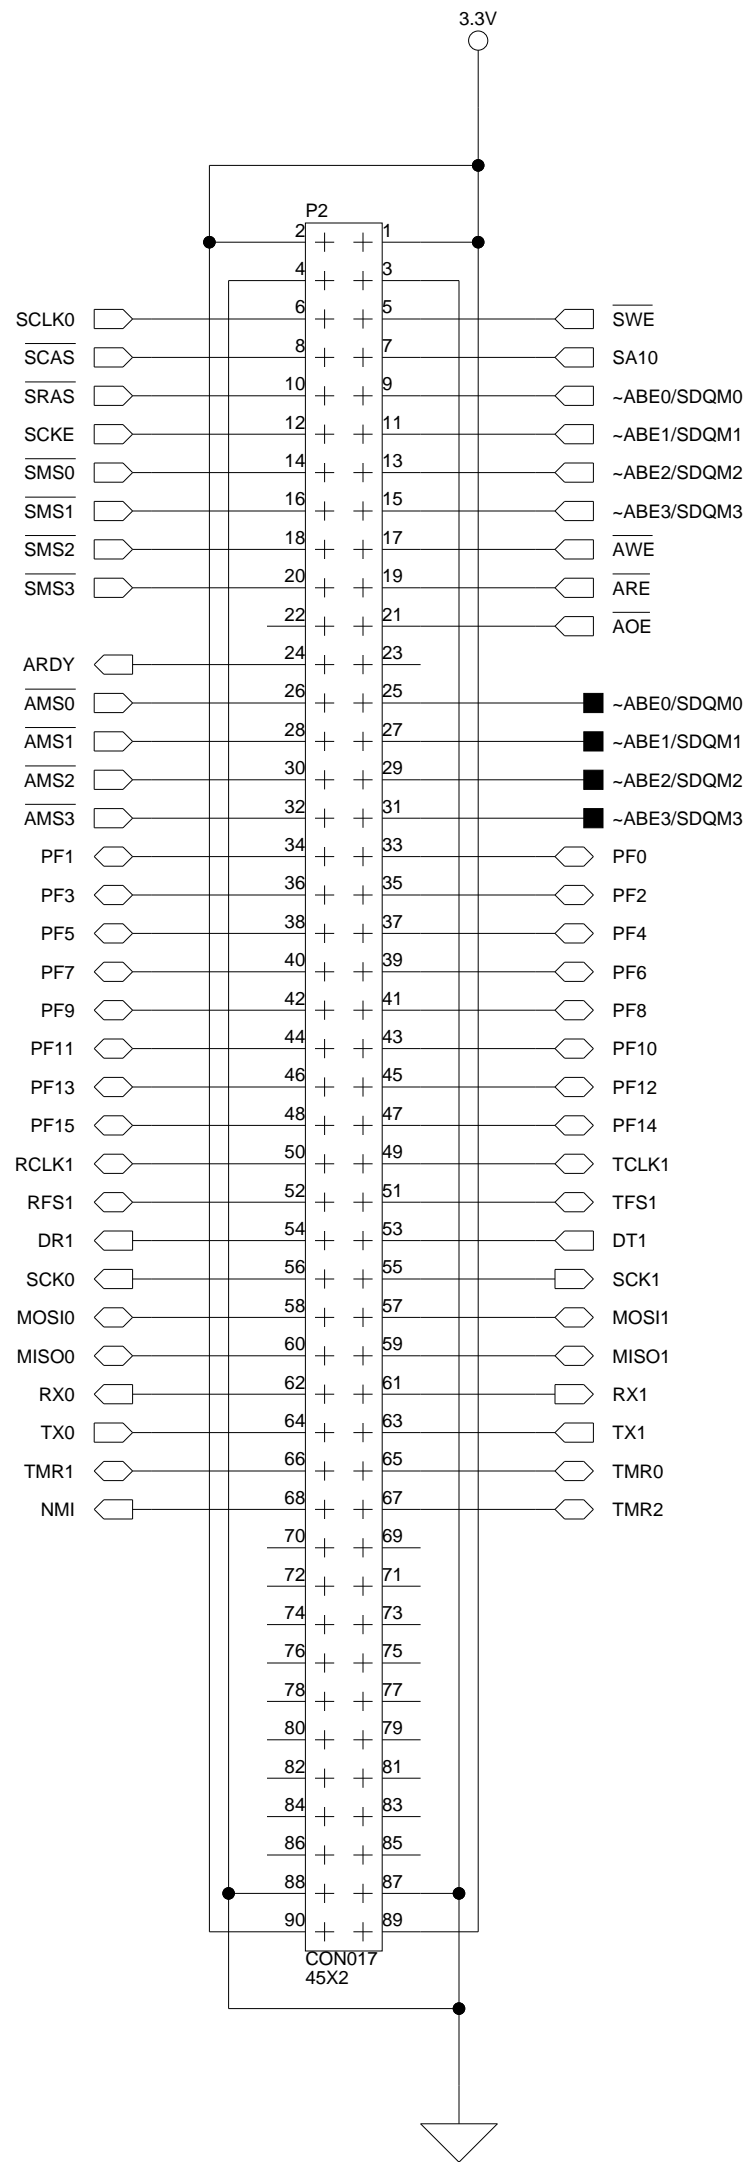 3.3V
P2
2 1
4 3
SCLK0 6 5 SWE
SCAS 8 7 SA10
SRAS 10 9 ~ABE0/SDQM0
SCKE 12 11 ~ABE1/SDQM1
SMS0 14 13 ~ABE2/SDQM2
SMS1 16 15 ~ABE3/SDQM3
SMS2 18 17 AWE
SMS3 20 19 ARE
22 21 AOE
ARDY 24 23
AMS0 26 25 ~ABE0/SDQM0
AMS1 28 27 ~ABE1/SDQM1
AMS2 30 29 ~ABE2/SDQM2
AMS3 32 31 ~ABE3/SDQM3
PF1 34 33 PF0
PF3 36 35 PF2
PF5 38 37 PF4
PF7 40 39 PF6
PF9 42 41 PF8
PF11 44 43 PF10
PF13 46 45 PF12
PF15 48 47 PF14
RCLK1 50 49 TCLK1
RFS1 52 51 TFS1
DR1 54 53 DT1
SCK0 56 55 SCK1
MOSI0 58 57 MOSI1
MISO0 60 59 MISO1
RX0 62 61 RX1
TX0 64 63 TX1
TMR1 66 65 TMR0
NMI 68 67 TMR2
70 69
72 71
74 73
76 75
78 77
80 79
82 81
84 83
86 85
88 87
90 89
CON017
45X2